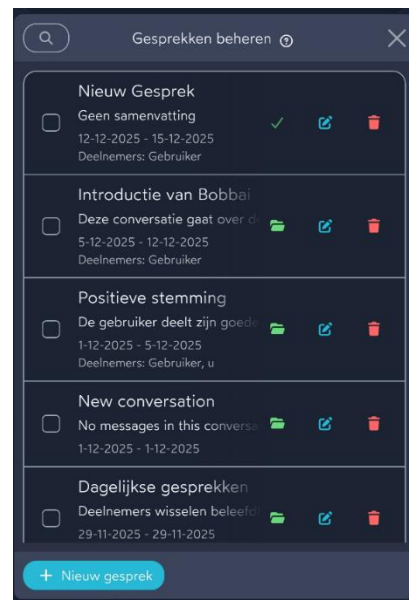 Gesprekken beheren
Nieuw Gesprek
Geen samenvatting
12-12-2025 - 15-12-2025
Deelnemers: Gebruiker
Introductie van Bobbai
Deze conversatie gaat over
5-12-2025 - 12-12-2025
Deelnemers: Gebruiker
Positieve stemming
De gebruiker deelt zijn goede
1-12-2025 - 5-12-2025
Deelnemers: Gebruiker, u
New conversation
No messages in this conversa
1-12-2025 - 1-12-2025
Dagelijkse gesprekken
Deelnemers wisselen beleefd
29-11-2025 - 29-11-2025
+ Nieuw gesprek